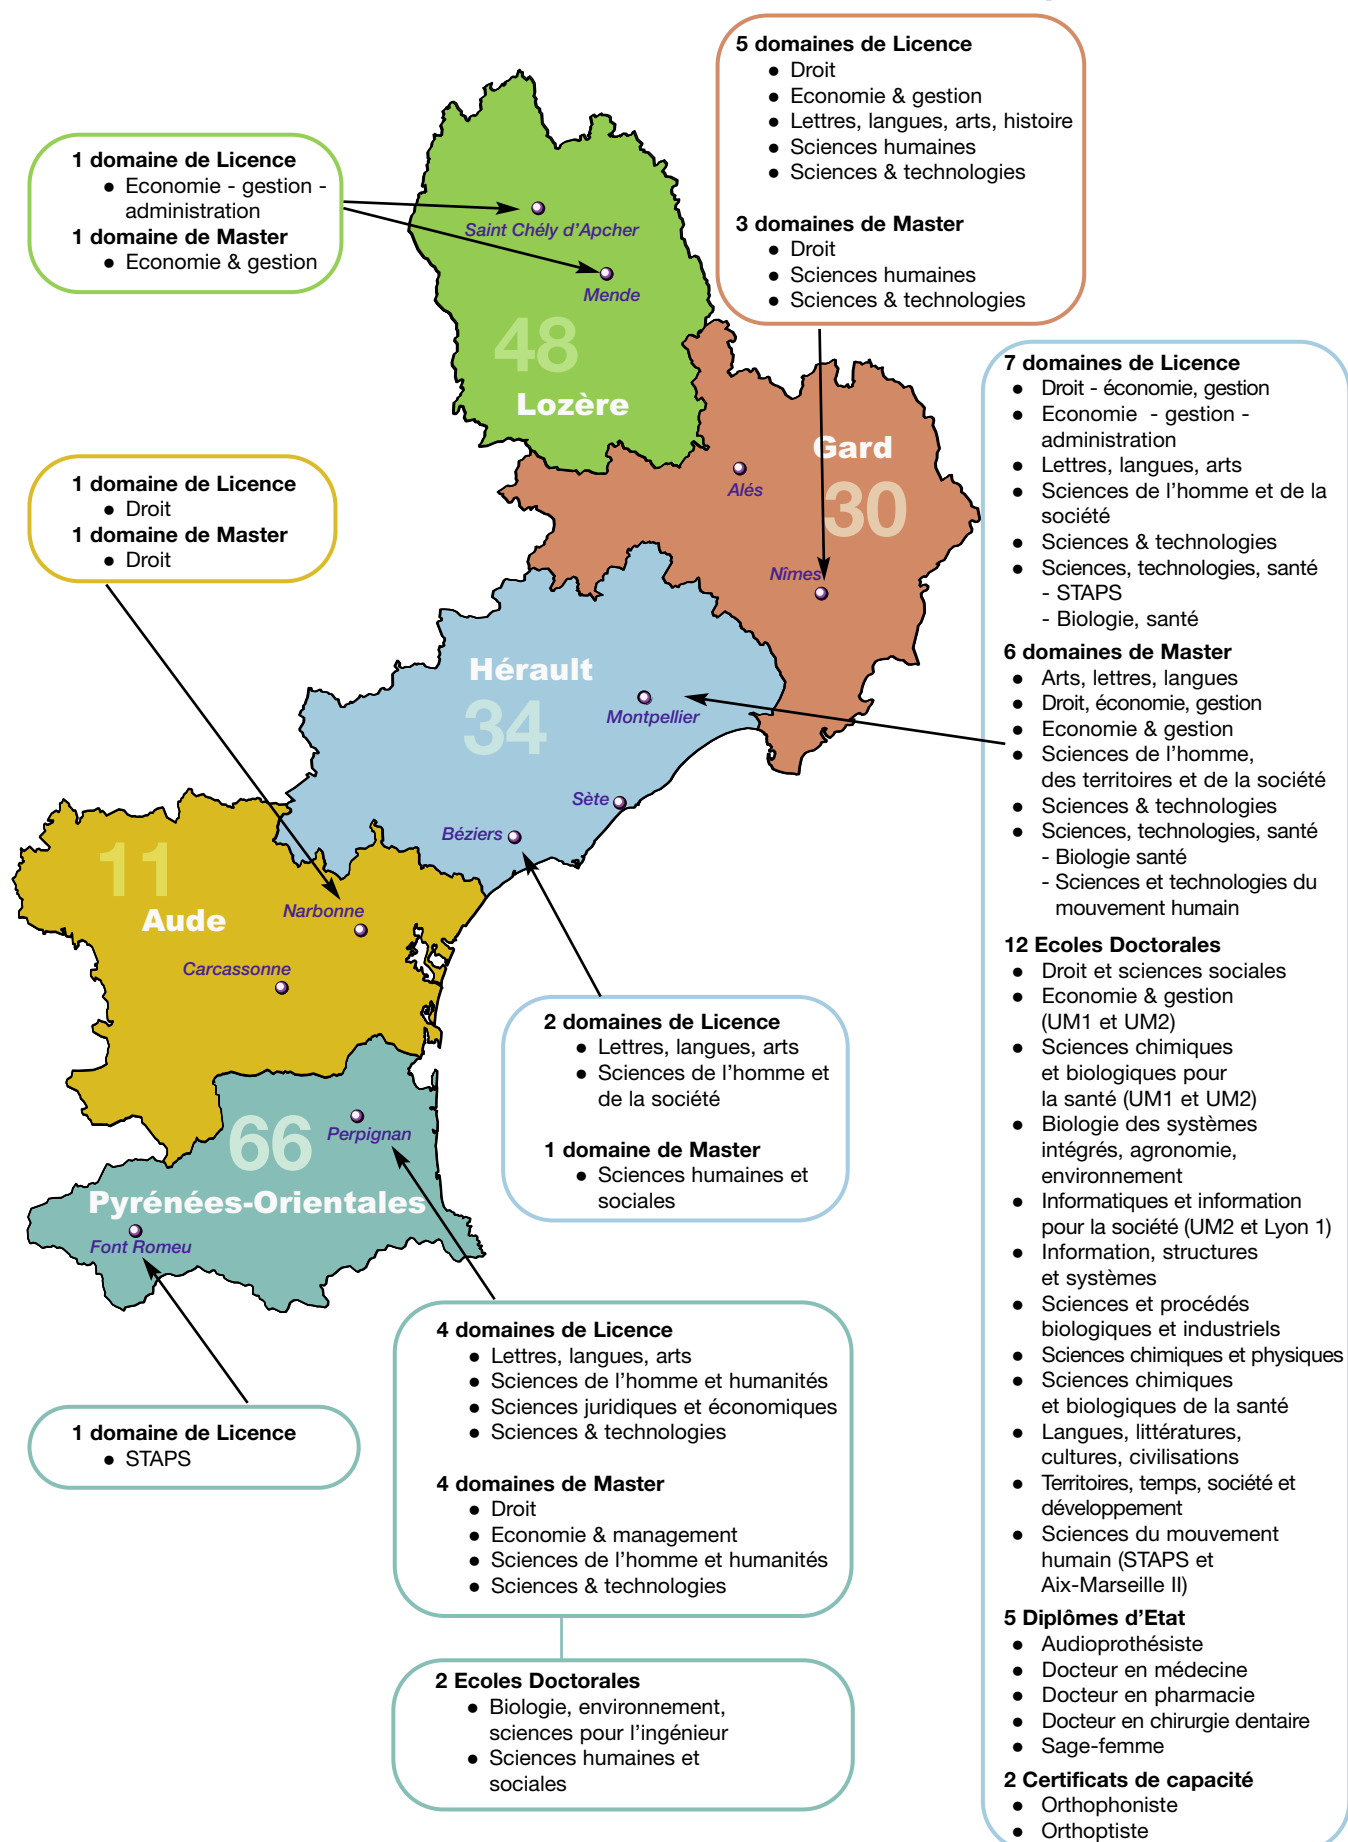 5 domaines de Licence
● Droit
● Economie & gestion
● Lettres, langues, arts, histoire
● Sciences humaines
● Sciences & technologies
3 domaines de Master
● Droit
● Sciences humaines
● Sciences & technologies
1 domaine de Licence
● Economie - gestion -
administration
1 domaine de Master
● Economie & gestion
Saint Chély d'Apcher
Mende
48
Lozère
7 domaines de Licence
● Droit - économie, gestion
● Economie - gestion -
administration
● Lettres, langues, arts
● Sciences de l'homme et de la
société
● Sciences & technologies
● Sciences, technologies, santé
- STAPS
- Biologie, santé
6 domaines de Master
● Arts, lettres, langues
● Droit, économie, gestion
● Economie & gestion
● Sciences de l'homme,
des territoires et de la société
● Sciences & technologies
● Sciences, technologies, santé
- Biologie santé
- Sciences et technologies du
mouvement humain
12 Ecoles Doctorales
● Droit et sciences sociales
● Economie & gestion
(UM1 et UM2)
● Sciences chimiques
et biologiques pour
la santé (UM1 et UM2)
● Biologie des systèmes
intégrés, agronomie,
environnement
● Informatiques et information
pour la société (UM2 et Lyon 1)
● Information, structures
et systèmes
● Sciences et procédés
biologiques et industriels
● Sciences chimiques et physiques
● Sciences chimiques
et biologiques de la santé
● Langues, littératures,
cultures, civilisations
● Territoires, temps, société et
développement
● Sciences du mouvement
humain (STAPS et
Aix-Marseille II)
5 Diplômes d'Etat
● Audioprothésiste
● Docteur en médecine
● Docteur en pharmacie
● Docteur en chirurgie dentaire
● Sage-femme
2 Certificats de capacité
● Orthophoniste
● Orthoptiste
Gard
Alés
30
Nîmes
1 domaine de Licence
● Droit
1 domaine de Master
● Droit
Hérault
34
Montpellier
Sète
Béziers
11
Aude
Narbonne
Carcassonne
2 domaines de Licence
● Lettres, langues, arts
● Sciences de l'homme et
de la société
1 domaine de Master
● Sciences humaines et
sociales
66
Perpignan
Pyrénées-Orientales
Font Romeu
4 domaines de Licence
● Lettres, langues, arts
● Sciences de l'homme et humanités
● Sciences juridiques et économiques
● Sciences & technologies
4 domaines de Master
● Droit
● Economie & management
● Sciences de l'homme et humanités
● Sciences & technologies
1 domaine de Licence
● STAPS
2 Ecoles Doctorales
● Biologie, environnement,
sciences pour l'ingénieur
● Sciences humaines et
sociales